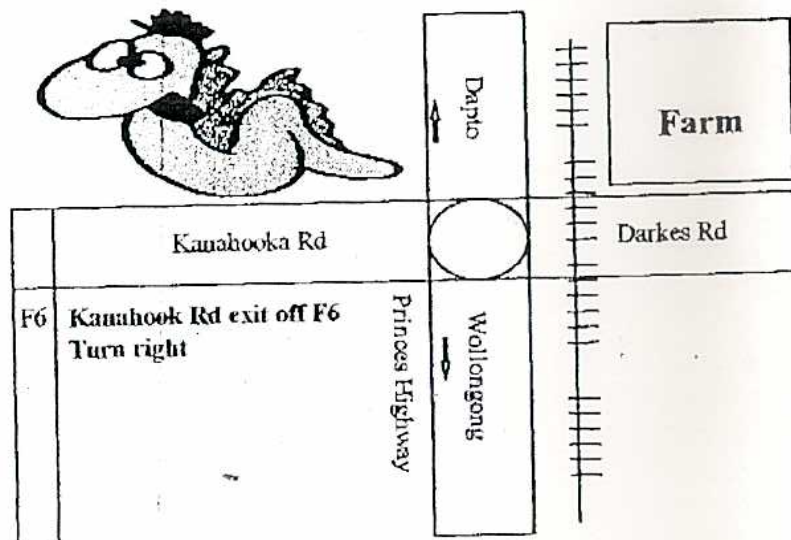 Dapto
Farm
Kanahooka Rd
Darkes Rd
F6
Kanahook Rd exit off F6
Turn right
Princes Highway
Wollongong